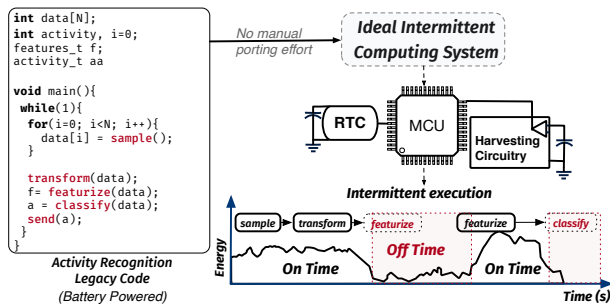 int data[N];
int activity, i=0;
features_t f;
activity_t aa
void main(){
while(1){
for(i=0; i<N; i++){
data[i] = sample();
}
transform(data);
f= featurize(data);
a = classify(data);
send(a);
}
}
Activity Recognition
Legacy Code
(Battery Powered)
No manual
porting effort
Ideal Intermittent
Computing System
RTC
MCU
Harvesting
Circuitry
Intermittent execution
sample
transform
featurize
featurize
classify
Off Time
On Time
On Time
Energy
Time (s)